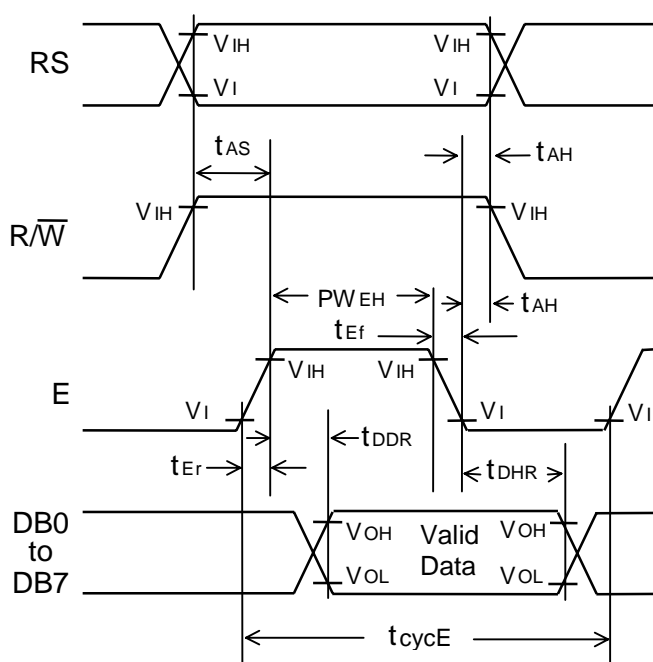 RS
VIH
VIH
VI
VI
tAS
tAH
R/W̅
VIH
VIH
PWEH
tAH
tEf
E
VIH
VIH
VI
VI
VI
tEr
tDDR
tDHR
DB0
to
DB7
VOH
VOL
Valid
Data
VOH
VOL
tcycE